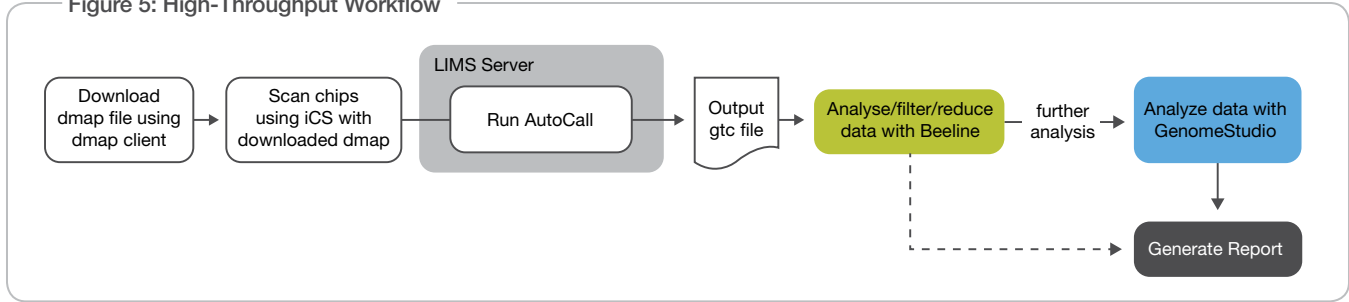 Figure 5: High-Throughput Workflow
Download
dmap file using
dmap client
Scan chips
using iCS with
downloaded dmap
LIMS Server
Run AutoCall
Output
gtc file
Analyse/filter/reduce
data with Beeline
further
analysis
Analyze data with
GenomeStudio
Generate Report